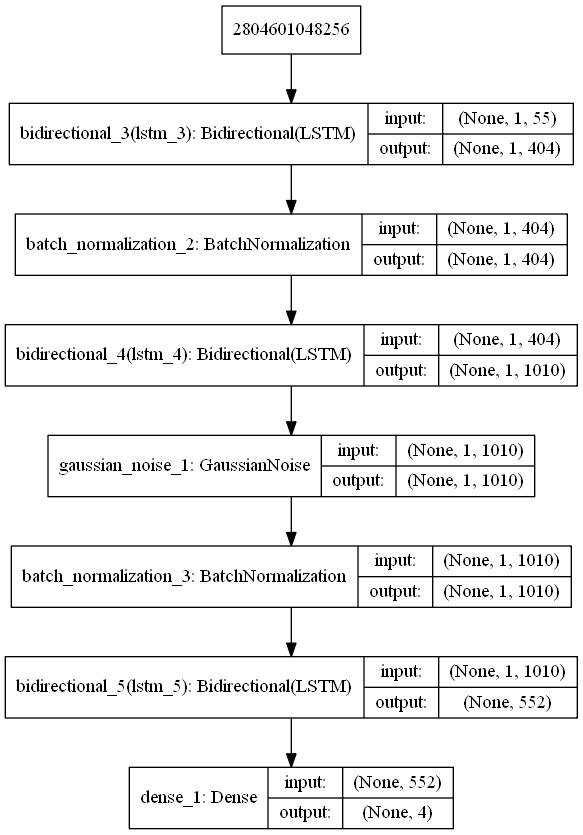 2804601048256
bidirectional_3(lstm_3): Bidirectional(LSTM)
input: (None, 1, 55)
output: (None, 1, 404)
batch_normalization_2: BatchNormalization
input: (None, 1, 404)
output: (None, 1, 404)
bidirectional_4(lstm_4): Bidirectional(LSTM)
input: (None, 1, 404)
output: (None, 1, 1010)
gaussian_noise_1: GaussianNoise
input: (None, 1, 1010)
output: (None, 1, 1010)
batch_normalization_3: BatchNormalization
input: (None, 1, 1010)
output: (None, 1, 1010)
bidirectional_5(lstm_5): Bidirectional(LSTM)
input: (None, 1, 1010)
output: (None, 552)
dense_1: Dense
input: (None, 552)
output: (None, 4)